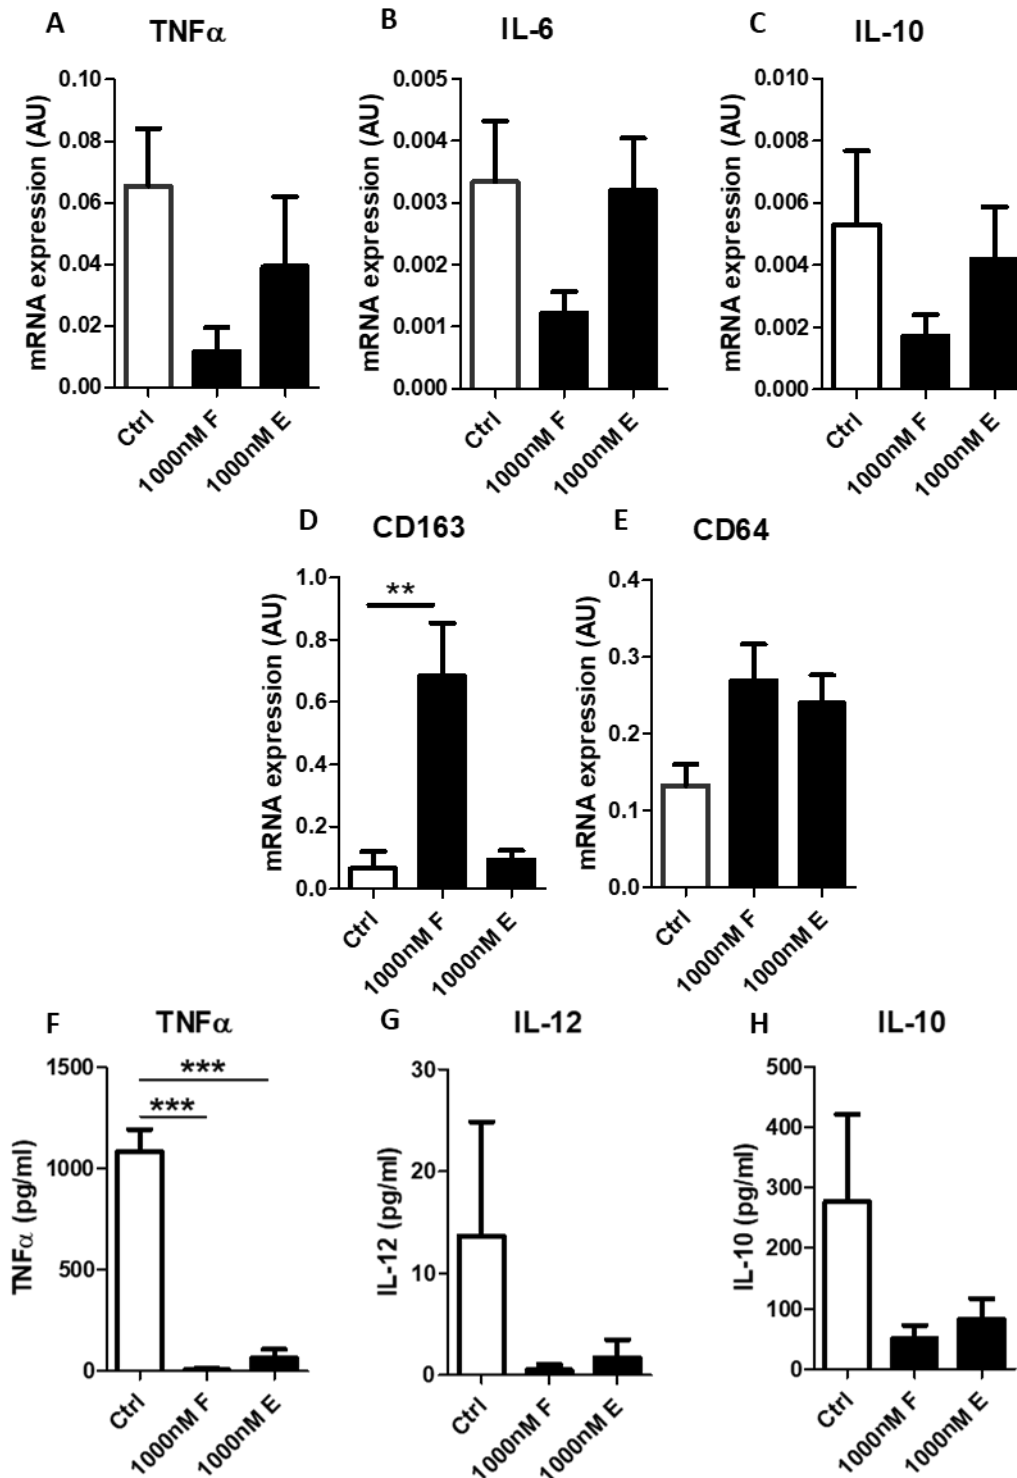 A TNFα
mRNA expression (AU)
0.10
0.08
0.06
0.04
0.02
0.00
Ctrl
1000nM F
1000nM E
B IL-6
mRNA expression (AU)
0.005
0.004
0.003
0.002
0.001
0.000
Ctrl
1000nM F
1000nM E
C IL-10
mRNA expression (AU)
0.010
0.008
0.006
0.004
0.002
0.000
Ctrl
1000nM F
1000nM E
D CD163
mRNA expression (AU)
1.0
0.8
0.6
0.4
0.2
0.0
**
Ctrl
1000nM F
1000nM E
E CD64
mRNA expression (AU)
0.4
0.3
0.2
0.1
0.0
Ctrl
1000nM F
1000nM E
F TNFα
TNFα (pg/ml)
1500
1000
500
0
***
***
Ctrl
1000nM F
1000nM E
G IL-12
IL-12 (pg/ml)
30
20
10
0
Ctrl
1000nM F
1000nM E
H IL-10
IL-10 (pg/ml)
500
400
300
200
100
0
Ctrl
1000nM F
1000nM E